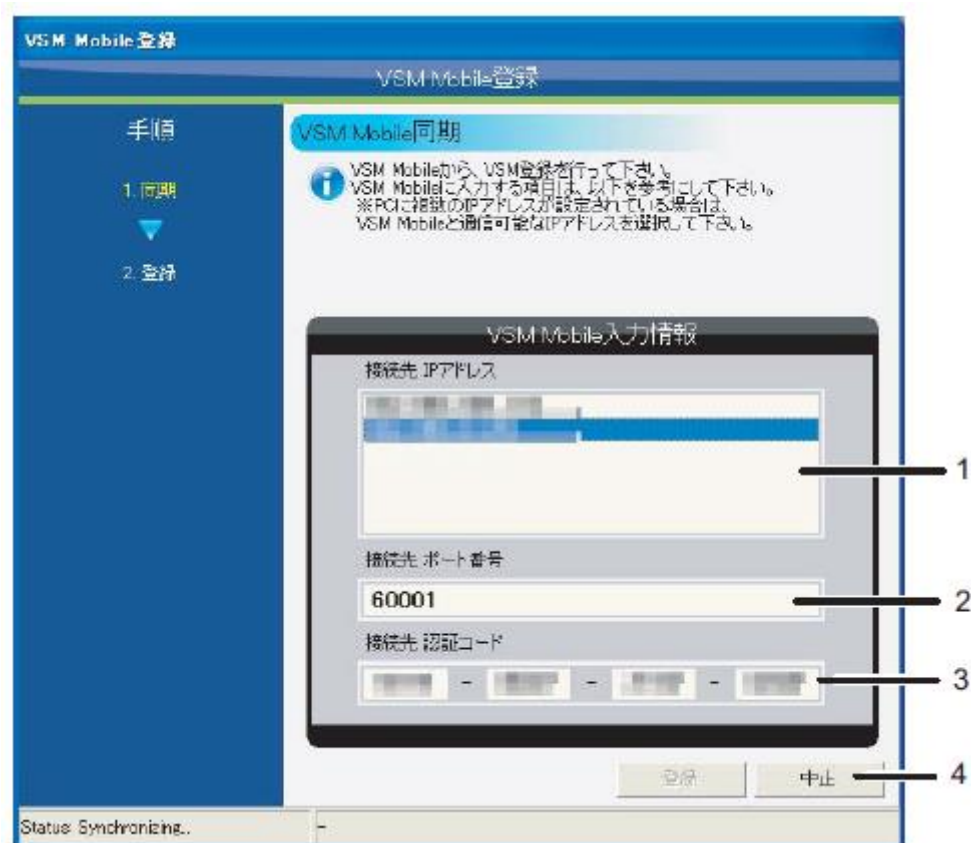 VSM Mobile登録
VSM Mobile登録
手順
1. 同期
2. 登録
VSM Mobile同期
VSM Mobileから、VSM登録を行って下さい。
VSM Mobileに入力する項目は、以下を参考にして下さい。
※PCに複数のIPアドレスが設定されている場合は、
VSM Mobileと通信可能なIPアドレスを選択して下さい。
VSM Mobile入力情報
接続先 IPアドレス
1
接続先 ポート番号
60001
2
接続先 認証コード
- - -
3
登録
中止
4
Status: Synchronizing..
-